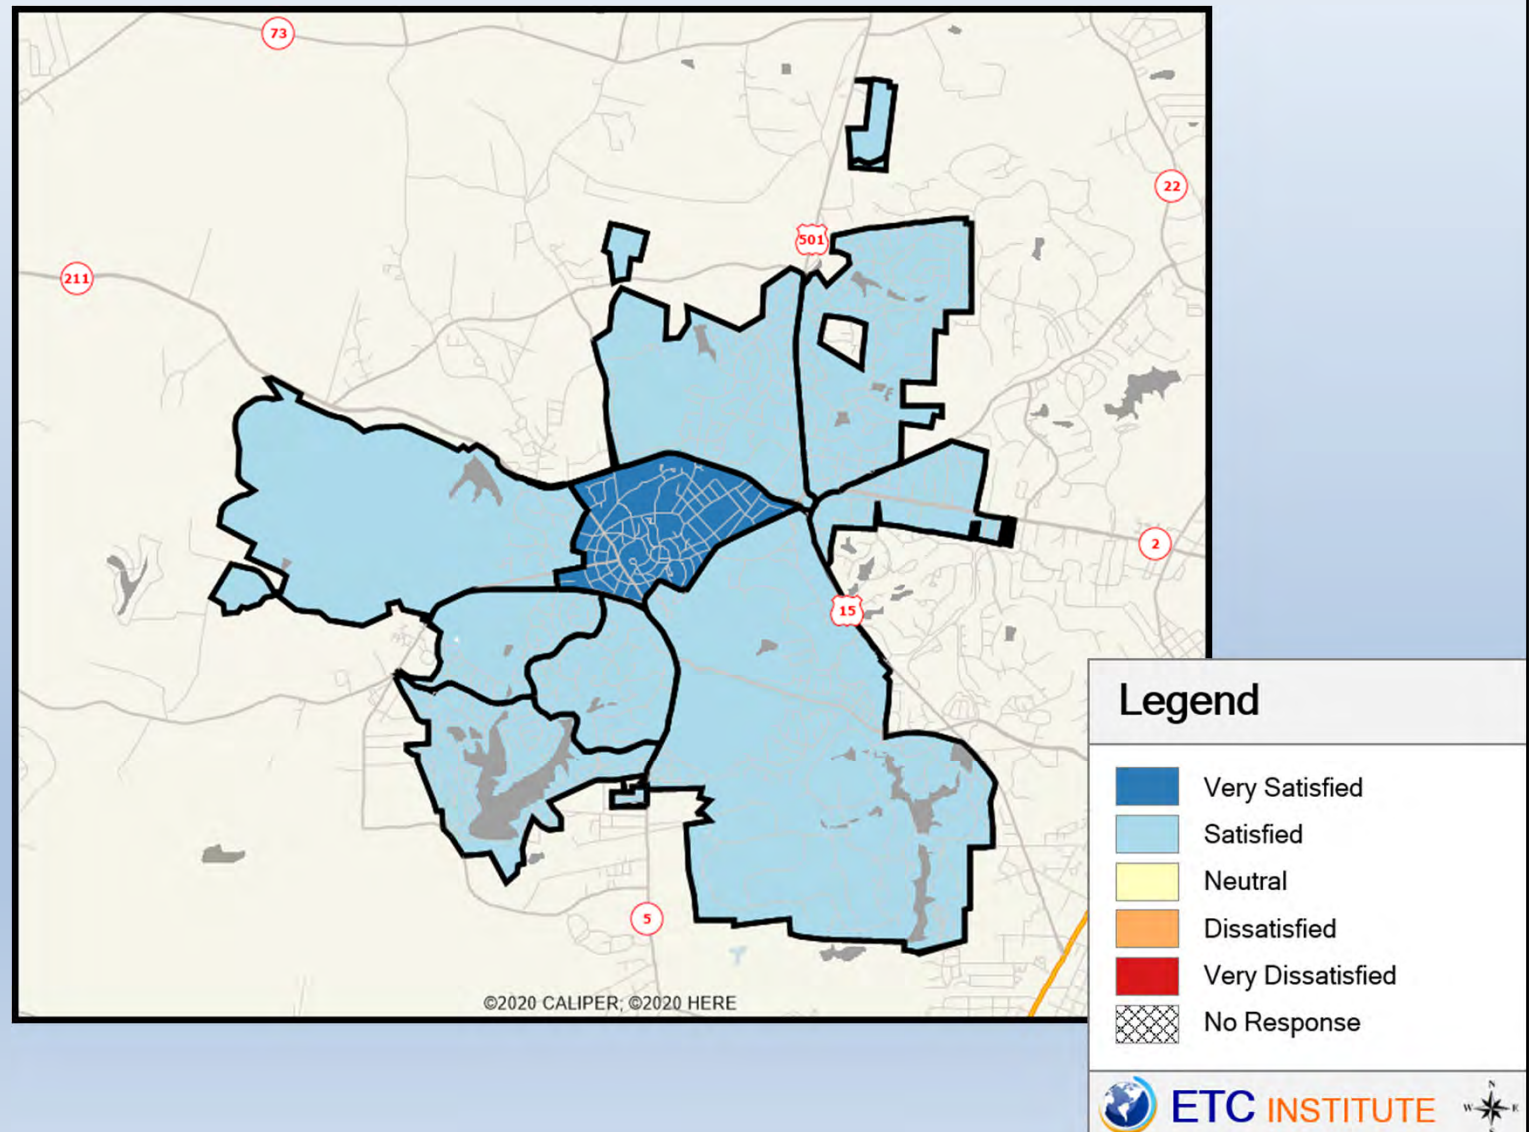 73
22
501
211
2
15
5
©2020 CALIPER; ©2020 HERE
Legend
Very Satisfied
Satisfied
Neutral
Dissatisfied
Very Dissatisfied
No Response
ETC INSTITUTE
N
W E
S